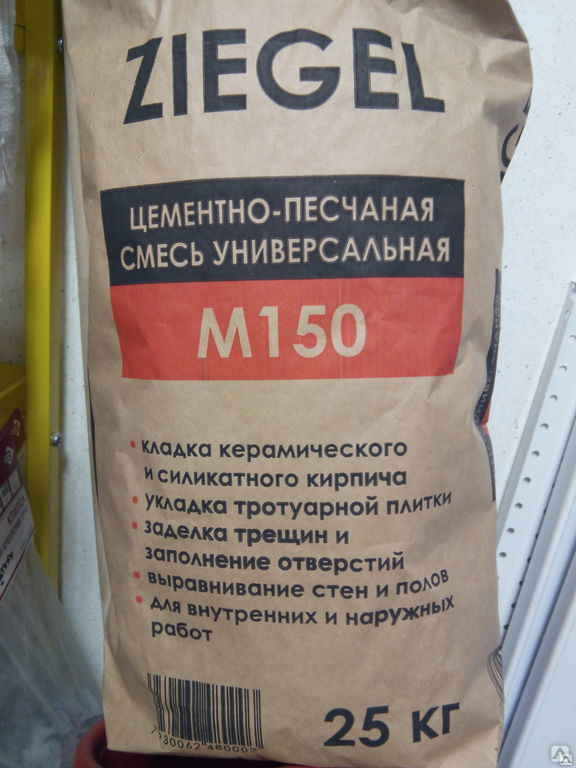 ZIEGEL
ЦЕМЕНТНО-ПЕСЧАНАЯ
СМЕСЬ УНИВЕРСАЛЬНАЯ
М150
• кладка керамического
и силикатного кирпича
• укладка тротуарной плитки
• заделка трещин и
заполнение отверстий
• выравнивание стен и полов
• для внутренних и наружных
работ
25 кг